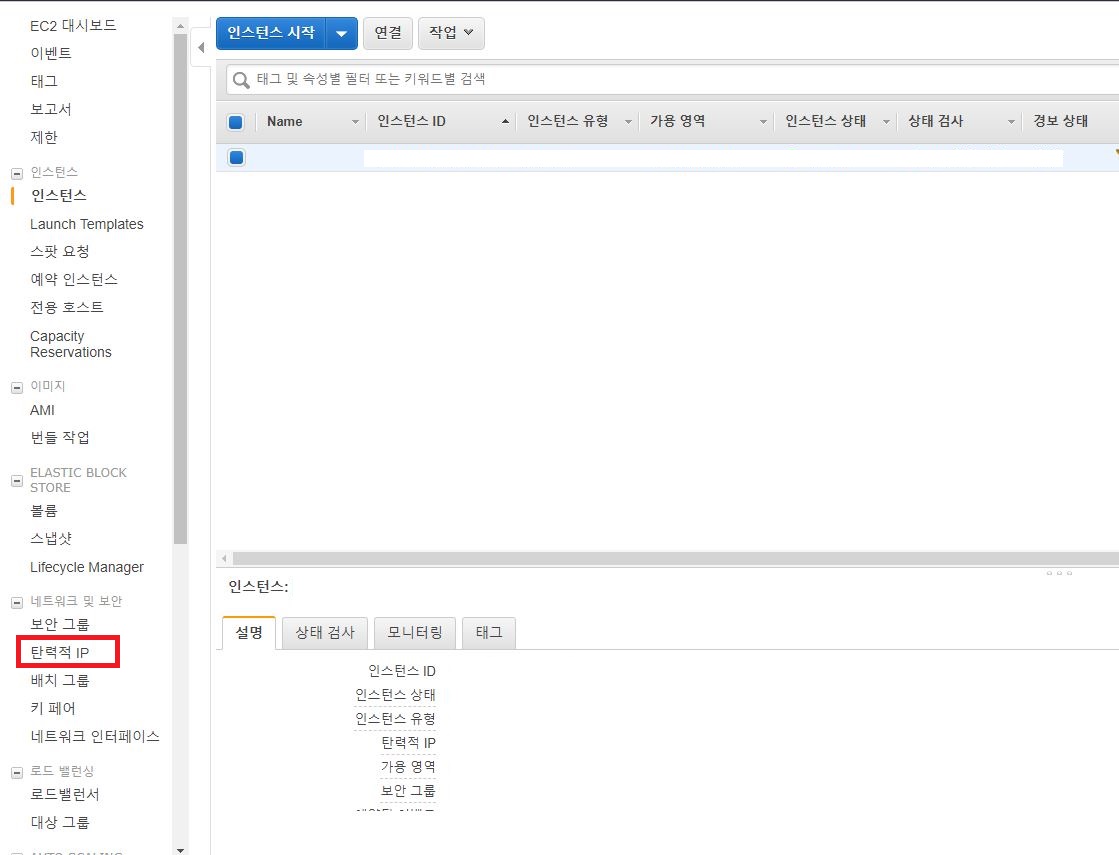 EC2 대시보드
이벤트
태그
보고서
제한
인스턴스
인스턴스
Launch Templates
스팟 요청
예약 인스턴스
전용 호스트
Capacity
Reservations
이미지
AMI
번들 작업
ELASTIC BLOCK
STORE
볼륨
스냅샷
Lifecycle Manager
네트워크 및 보안
보안 그룹
탄력적 IP
배치 그룹
키 페어
네트워크 인터페이스
로드 밸런싱
로드밸런서
대상 그룹
AUTO SCALING
인스턴스 시작 연결 작업
태그 및 속성별 필터 또는 키워드별 검색
Name 인스턴스 ID 인스턴스 유형 가용 영역 인스턴스 상태 상태 검사 경보 상태
인스턴스:
설명 상태 검사 모니터링 태그
인스턴스 ID
인스턴스 상태
인스턴스 유형
탄력적 IP
가용 영역
보안 그룹